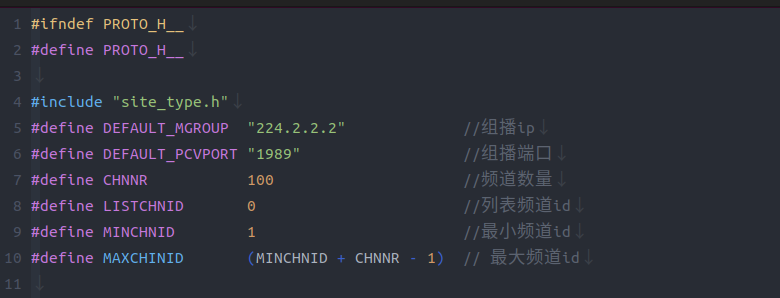 1 #ifndef PROTO_H__↓
2 #define PROTO_H__↓
3 ↓
4 #include "site_type.h"↓
5 #define DEFAULT_MGROUP  "224.2.2.2"             //组播ip↓
6 #define DEFAULT_PCVPORT "1989"                  //组播端口↓
7 #define CHNNR           100                     //频道数量↓
8 #define LISTCHNID       0                       //列表频道id↓
9 #define MINCHNID        1                       //最小频道id↓
10 #define MAXCHINID       (MINCHNID + CHNNR - 1)  // 最大频道id↓
11 ↓